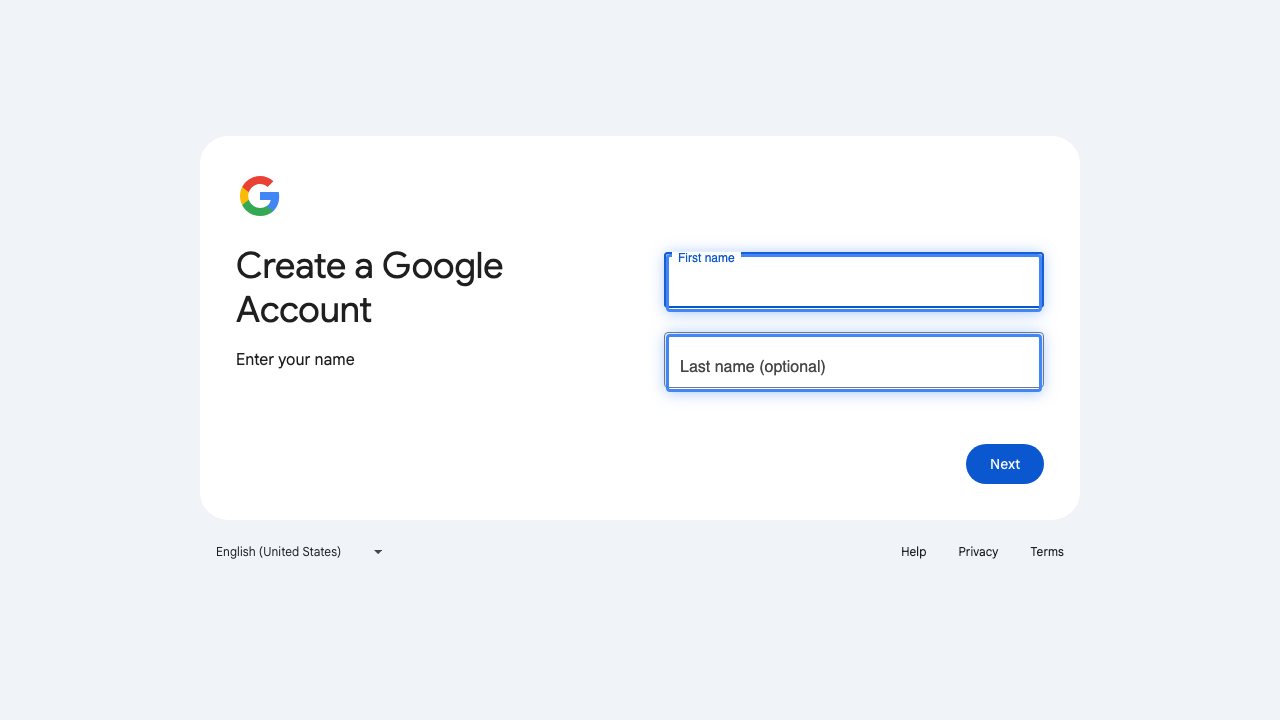 Create a Google
Account
Enter your name
First name
Last name (optional)
Next
English (United States)
Help
Privacy
Terms